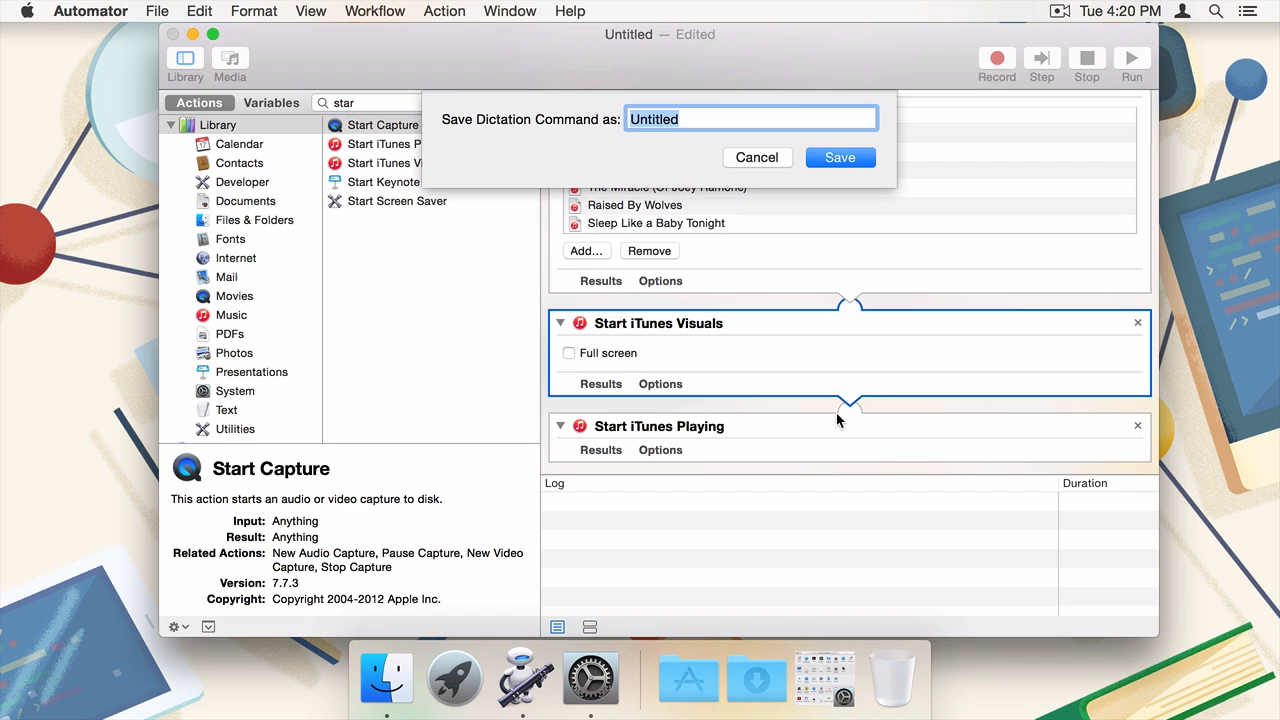 Automator File Edit Format View Workflow Action Window Help Tue 4:20 PM
Untitled — Edited
Library Media Record Step Stop Run
Actions Variables star
Save Dictation Command as: Untitled
Cancel Save
Library
Calendar
Contacts
Developer
Documents
Files & Folders
Fonts
Internet
Mail
Movies
Music
PDFs
Photos
Presentations
System
Text
Utilities
Start Capture
Start iTunes P
Start iTunes Vi
Start Keynote
Start Screen Saver
The Miracle (Of Joey Ramone)
Raised By Wolves
Sleep Like a Baby Tonight
Add... Remove
Results Options
Start iTunes Visuals
Full screen
Results Options
Start iTunes Playing
Results Options
Log Duration
Start Capture
This action starts an audio or video capture to disk.
Input: Anything
Result: Anything
Related Actions: New Audio Capture, Pause Capture, New Video
Capture, Stop Capture
Version: 7.7.3
Copyright: Copyright 2004-2012 Apple Inc.